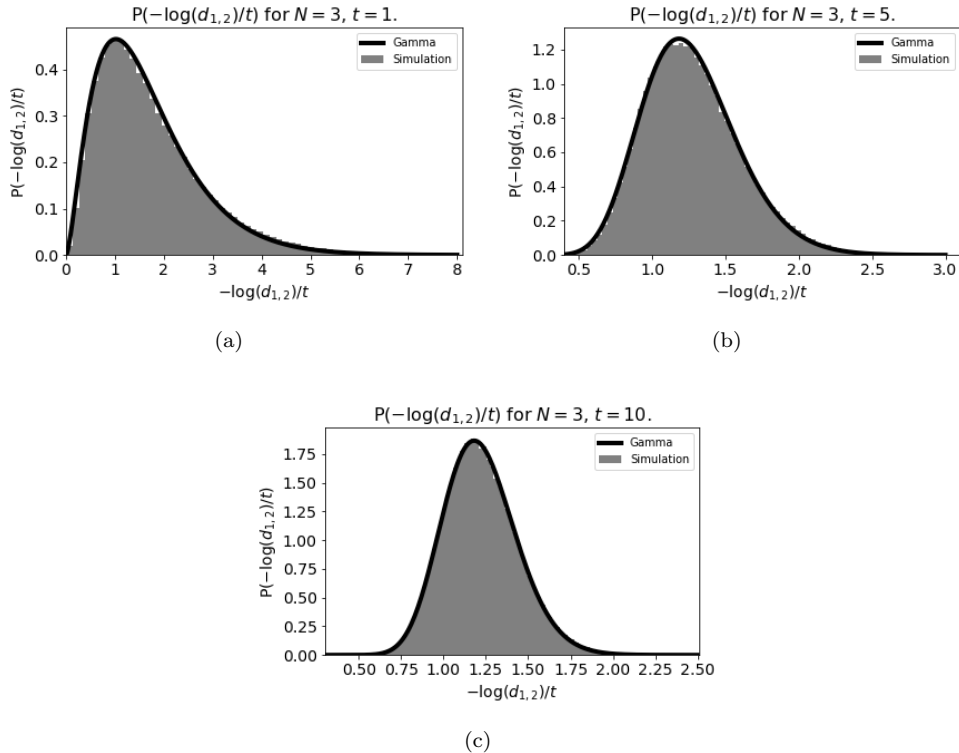 P(−log(d1,2)/t) for N = 3, t = 1.
P(−log(d1,2)/t)
0.4
0.3
0.2
0.1
0.0
0 1 2 3 4 5 6 7 8
−log(d1,2)/t
Gamma
Simulation
(a)
P(−log(d1,2)/t) for N = 3, t = 5.
P(−log(d1,2)/t)
1.2
1.0
0.8
0.6
0.4
0.2
0.0
0.5 1.0 1.5 2.0 2.5 3.0
−log(d1,2)/t
Gamma
Simulation
(b)
P(−log(d1,2)/t) for N = 3, t = 10.
P(−log(d1,2)/t)
1.75
1.50
1.25
1.00
0.75
0.50
0.25
0.00
0.50 0.75 1.00 1.25 1.50 1.75 2.00 2.25 2.50
−log(d1,2)/t
Gamma
Simulation
(c)